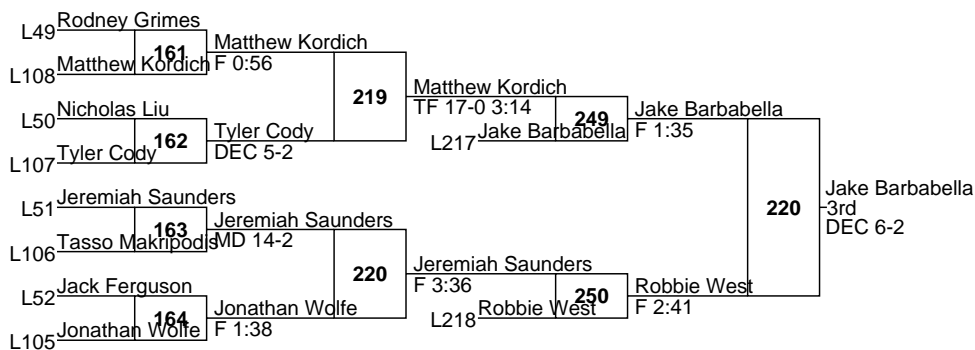 Rodney Grimes
L49
161
Matthew Kordich
F 0:56
Matthew Kordich
L108
219
Matthew Kordich
TF 17-0 3:14
Nicholas Liu
L50
162
Tyler Cody
DEC 5-2
Tyler Cody
L107
249
Jake Barbabella
L217
Jake Barbabella
F 1:35
Jeremiah Saunders
L51
163
Jeremiah Saunders
MD 14-2
Tasso Makripodis
L106
220
Jeremiah Saunders
F 3:36
Jack Ferguson
L52
164
Jonathan Wolfe
F 1:38
Jonathan Wolfe
L105
250
Robbie West
L218
Robbie West
F 2:41
220
Jake Barbabella
3rd
DEC 6-2